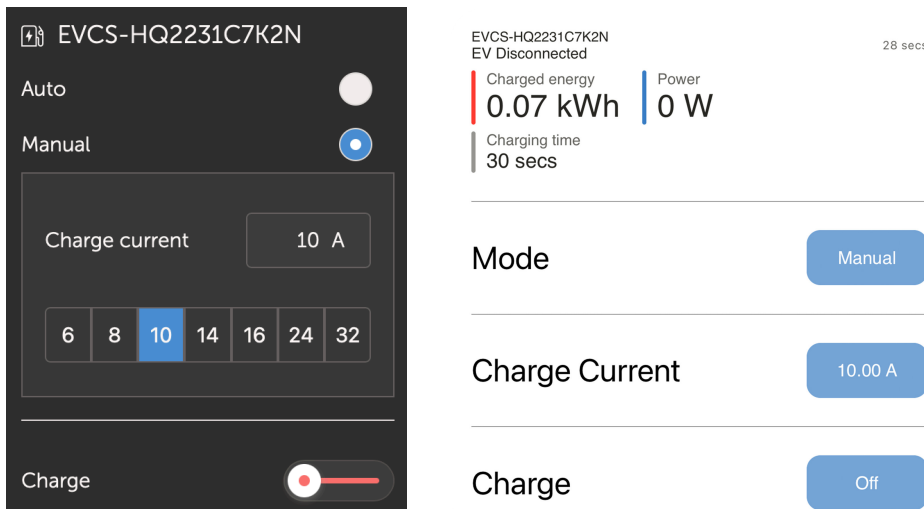 EVCS-HQ2231C7K2N
Auto
Manual
Charge current
10 A
6 8 10 14 16 24 32
Charge
EVCS-HQ2231C7K2N
EV Disconnected
28 secs
Charged energy
0.07 kWh
Power
0 W
Charging time
30 secs
Mode
Manual
Charge Current
10.00 A
Charge
Off